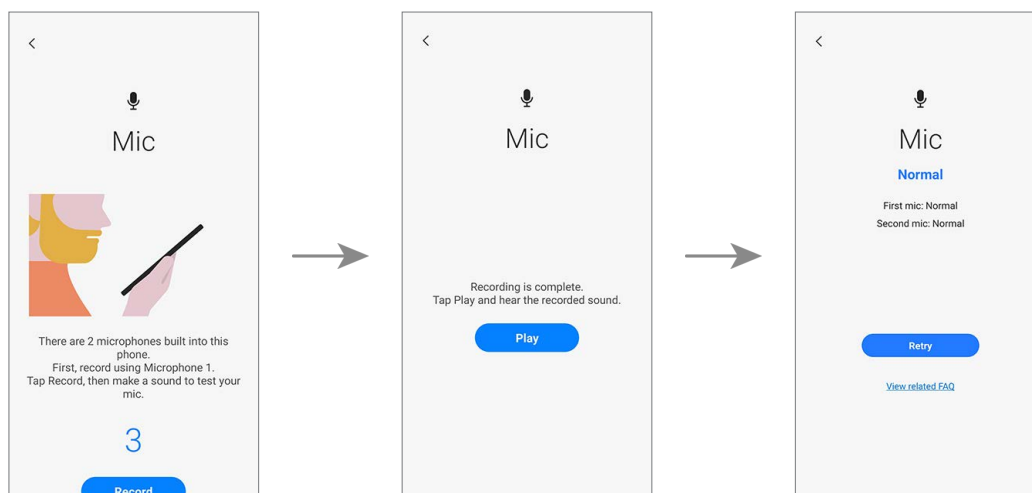 Mic
There are 2 microphones built into this
phone.
First, record using Microphone 1.
Tap Record, then make a sound to test your
mic.
3
Record
Mic
Recording is complete.
Tap Play and hear the recorded sound.
Play
Mic
Normal
First mic: Normal
Second mic: Normal
Retry
View related FAQ